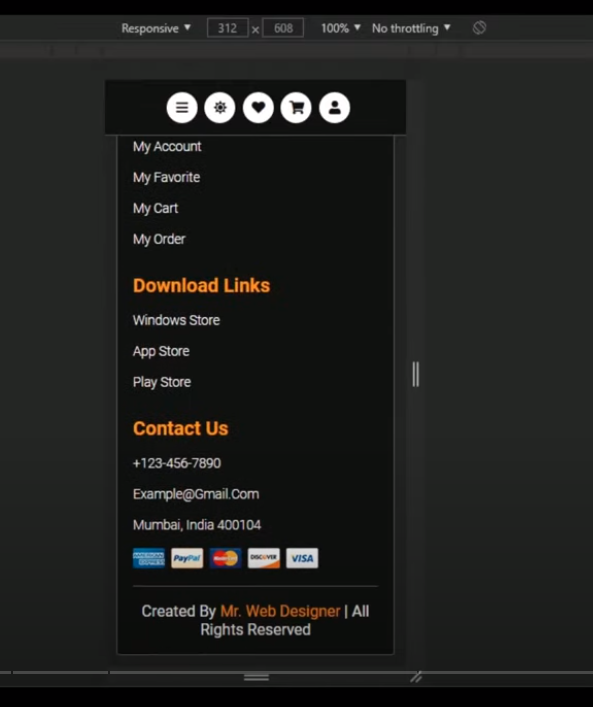 Responsive ▼ 312 x 608 100% ▼ No throttling ▼
My Account
My Favorite
My Cart
My Order
Download Links
Windows Store
App Store
Play Store
Contact Us
+123-456-7890
Example@Gmail.Com
Mumbai, India 400104
AMERICAN EXPRESS PayPal MasterCard DISCOVER VISA
Created By Mr. Web Designer | All
Rights Reserved